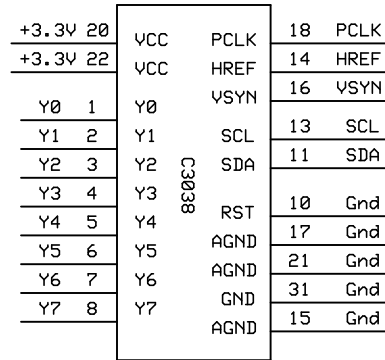 +3.3V 20 VCC PCLK 18 PCLK
+3.3V 22 VCC HREF 14 HREF
VSYN 16 VSYN
Y0 1 Y0
Y1 2 Y1 SCL 13 SCL
Y2 3 Y2 SDA 11 SDA
C3038
Y3 4 Y3
Y4 5 Y4 RST 10 Gnd
Y5 6 Y5 AGND 17 Gnd
Y6 7 Y6 AGND 21 Gnd
Y7 8 Y7 GND 31 Gnd
AGND 15 Gnd